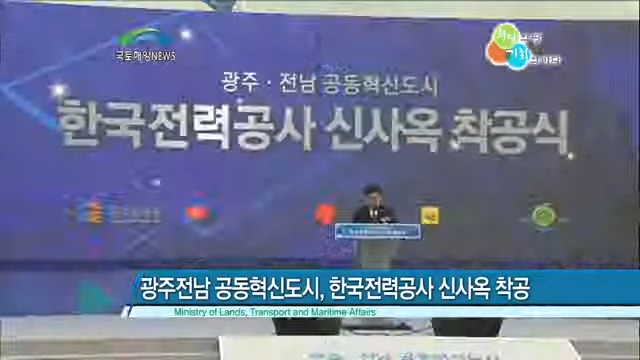 국토해양NEWS
광주 · 전남 공동혁신도시
한국전력공사 신사옥 착공식
광주전남 공동혁신도시, 한국전력공사 신사옥 착공
Ministry of Lands, Transport and Maritime Affairs